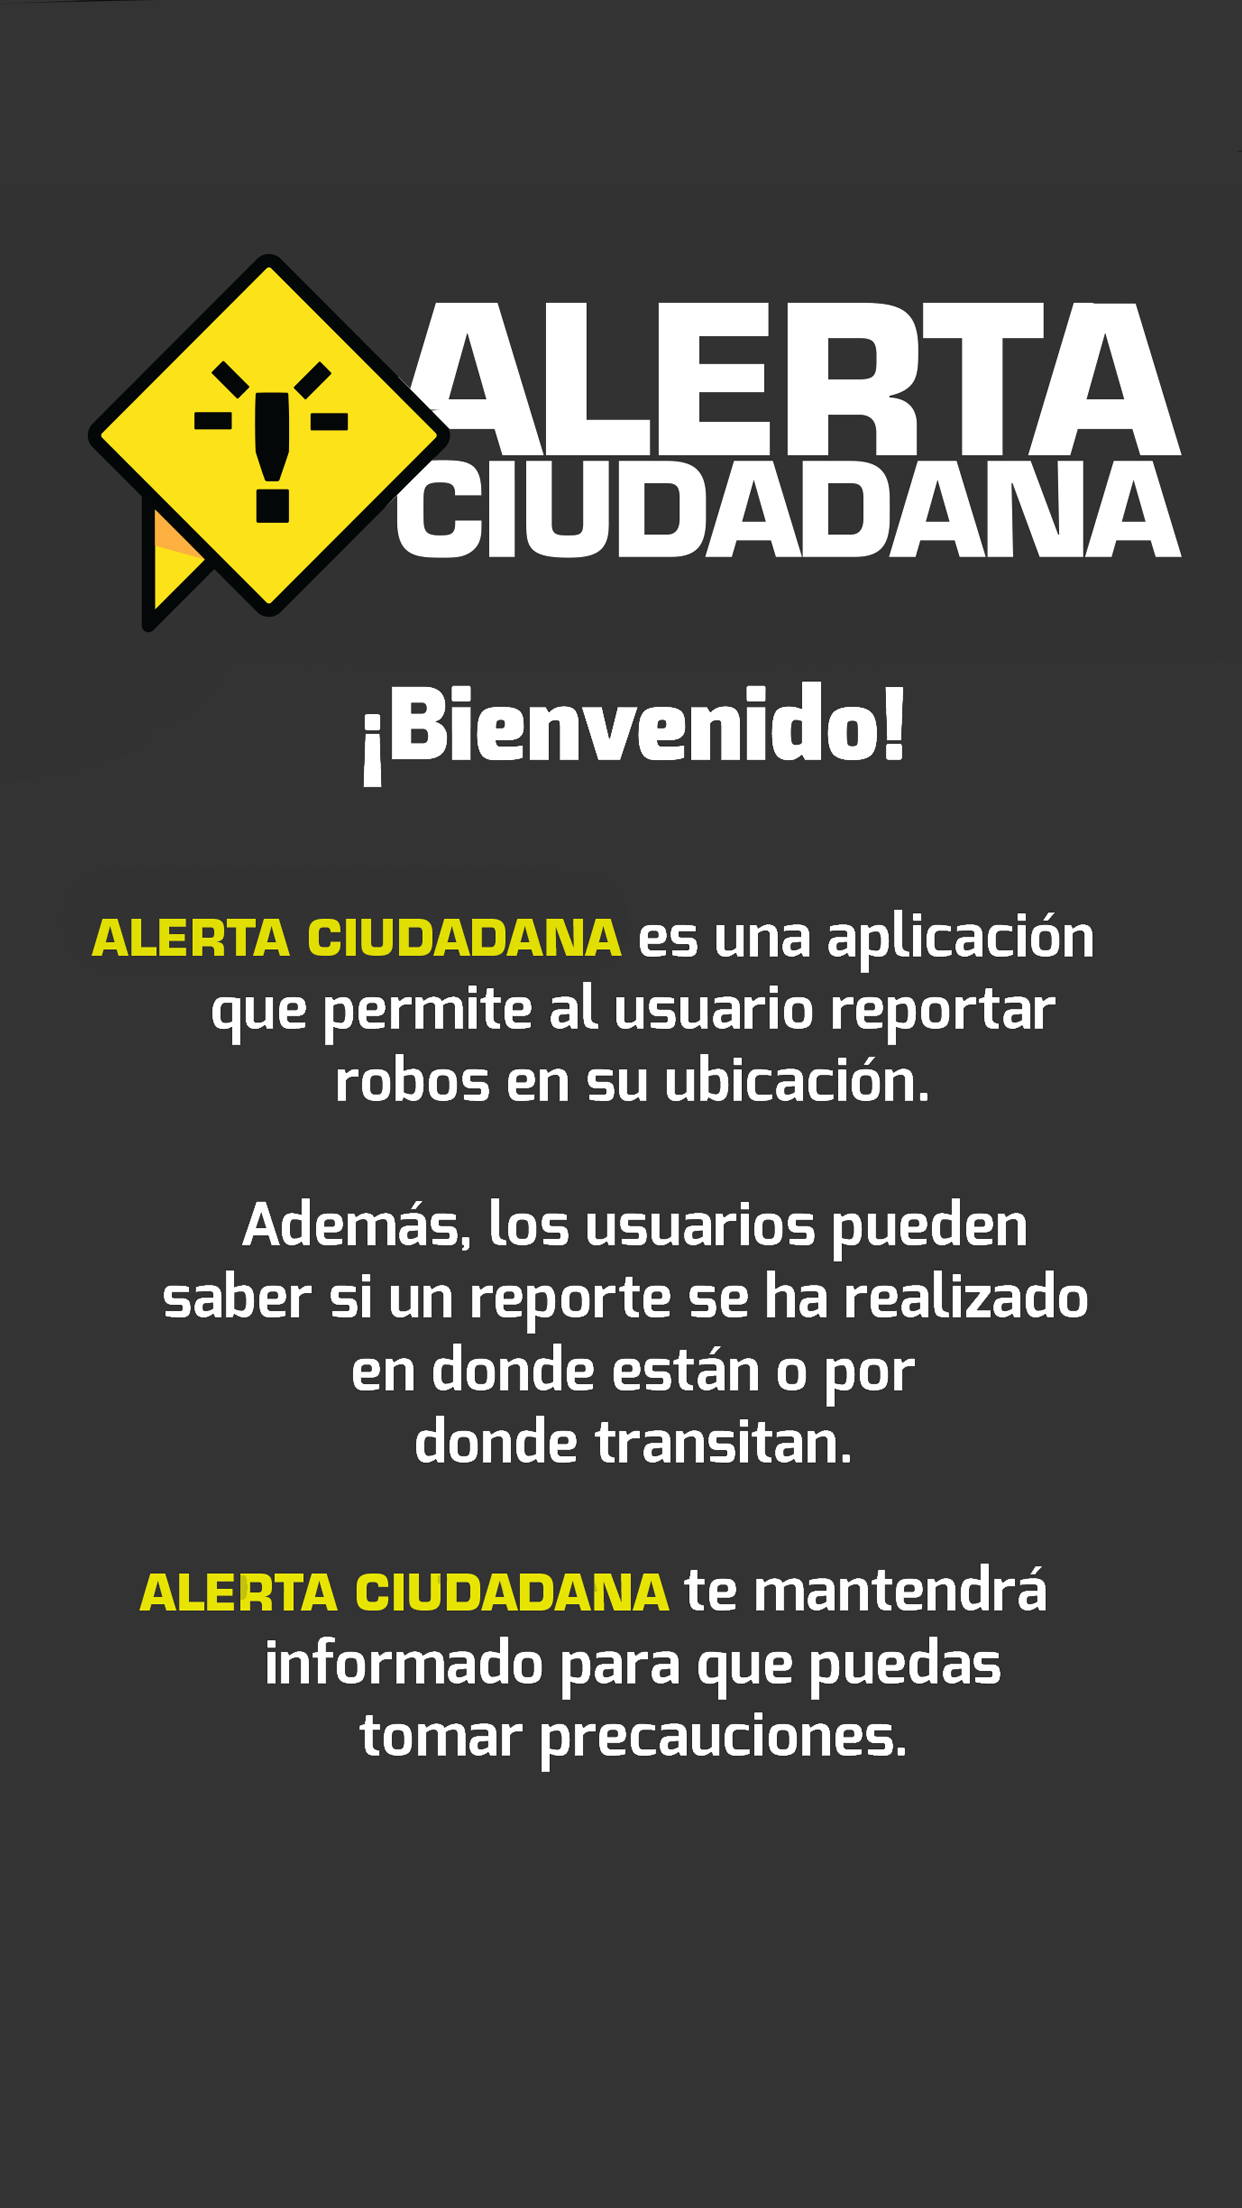 ALERTA
CIUDADANA
¡Bienvenido!
ALERTA CIUDADANA es una aplicación
que permite al usuario reportar
robos en su ubicación.
Además, los usuarios pueden
saber si un reporte se ha realizado
en donde están o por
donde transitan.
ALERTA CIUDADANA te mantendrá
informado para que puedas
tomar precauciones.